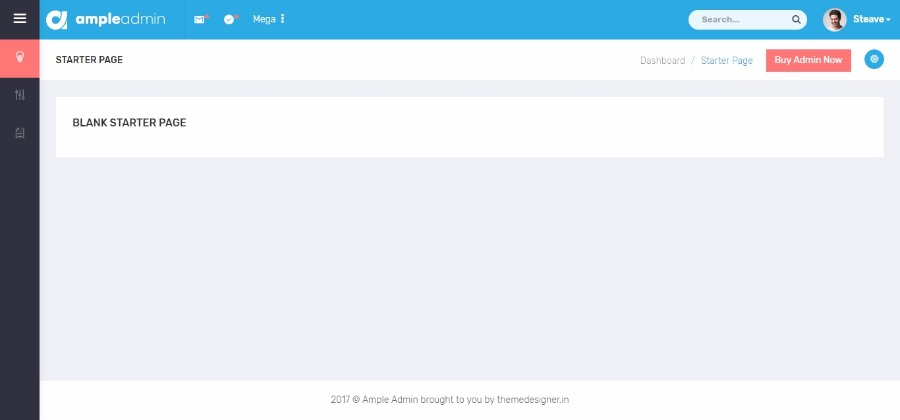 ampleadmin
Mega
Search...
Steave
STARTER PAGE
Dashboard / Starter Page
Buy Admin Now
BLANK STARTER PAGE
2017 © Ample Admin brought to you by themedesigner.in